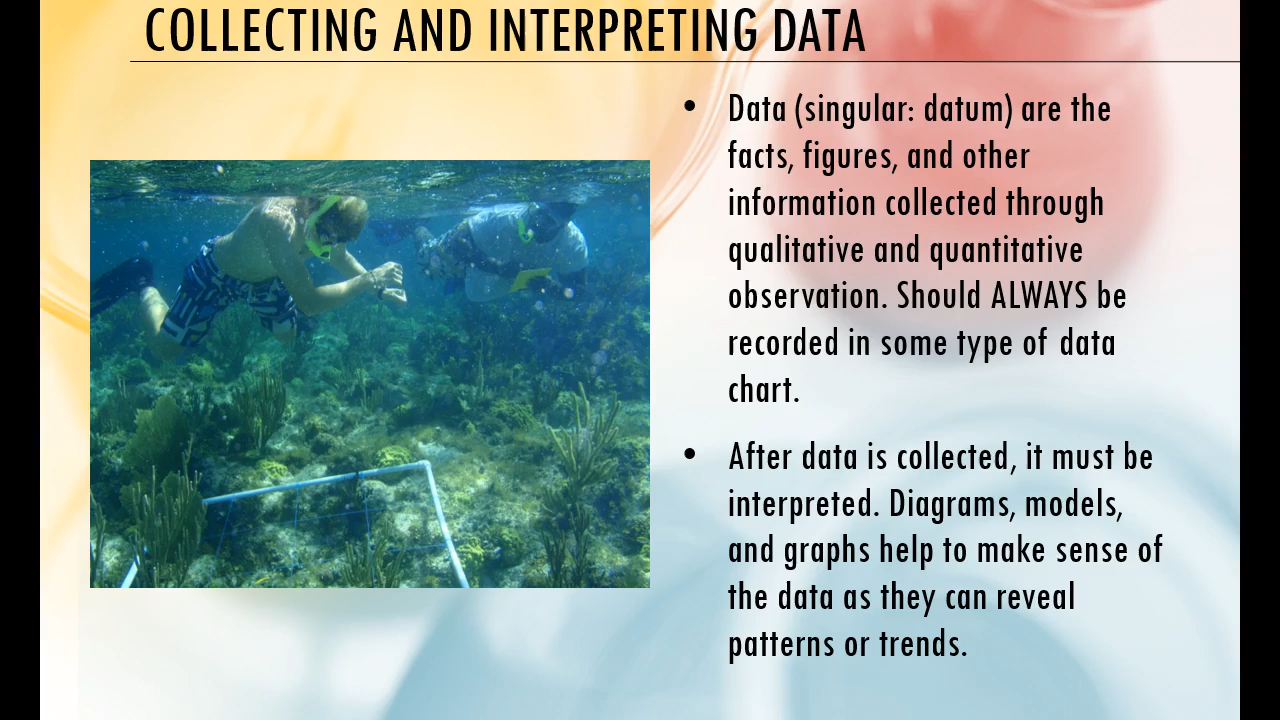 COLLECTING AND INTERPRETING DATA
• Data (singular: datum) are the
facts, figures, and other
information collected through
qualitative and quantitative
observation. Should ALWAYS be
recorded in some type of data
chart.
• After data is collected, it must be
interpreted. Diagrams, models,
and graphs help to make sense of
the data as they can reveal
patterns or trends.